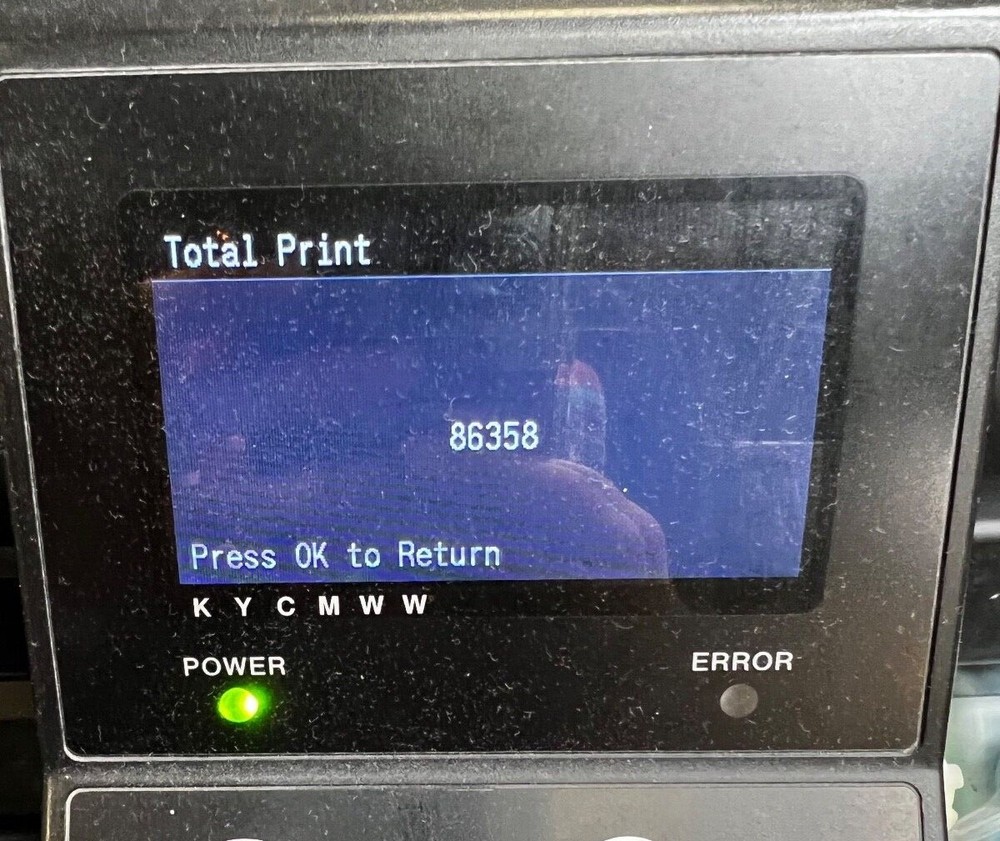 Total Print
86358
Press OK to Return
K Y C M W W
POWER
ERROR